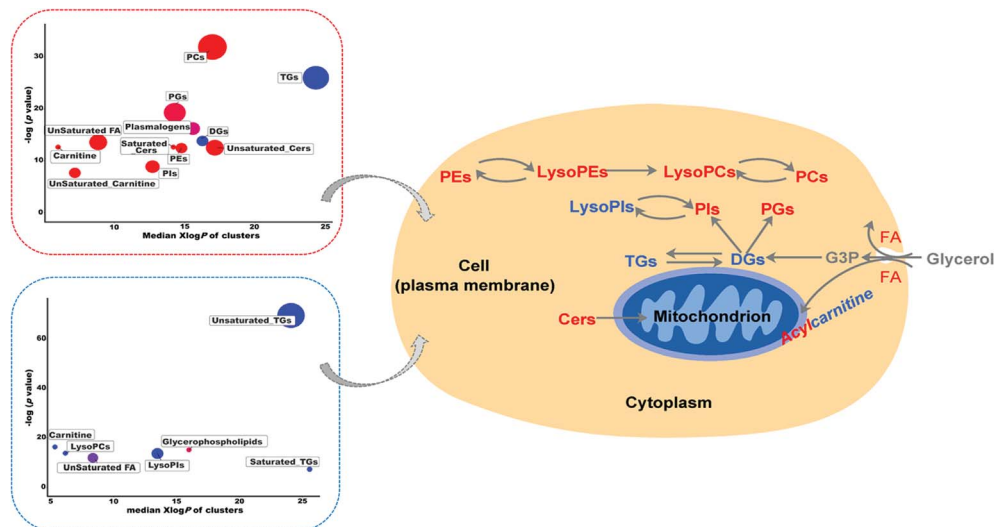 -log (p value)
30
20
10
0
PCs
TGs
PGs
Plasmalogens
UnSaturated FA
DGs
Saturated_
Cers
Unsaturated_Cers
Carnitine
PEs
PIs
UnSaturated_Carnitine
10
15
20
25
Median XlogP of clusters
-log (p value)
60
40
20
0
Unsaturated_TGs
Carnitine
LysoPCs
Glycerophospholipids
UnSaturated FA
LysoPIs
Saturated_TGs
5
10
15
20
25
median XlogP of clusters
PEs
LysoPEs
LysoPCs
PCs
LysoPIs
PIs
PGs
Cell
(plasma membrane)
TGs
DGs
G3P
FA
Glycerol
FA
Cers
Mitochondrion
Acylcarnitine
Cytoplasm